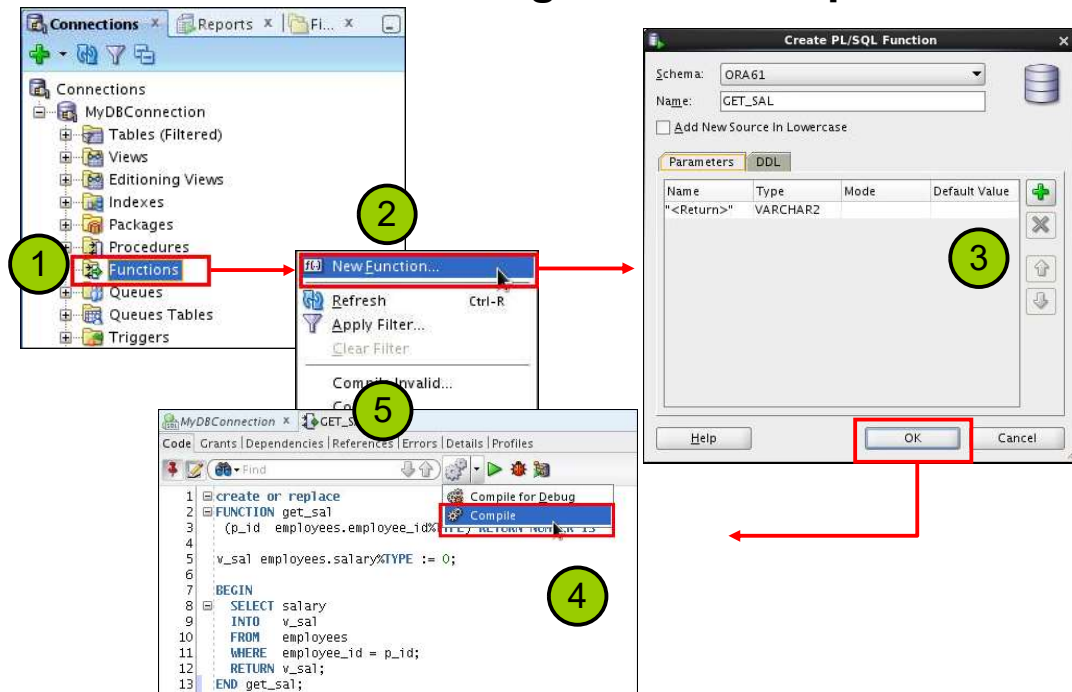 Connections
Reports
Fi...
Connections
MyDBConnection
Tables (Filtered)
Views
Editioning Views
Indexes
Packages
Procedures
Functions
Queues
Queues Tables
Triggers
1
2
New Function...
Refresh Ctrl-R
Apply Filter...
Clear Filter
Compile Invalid...
Create PL/SQL Function
Schema: ORA61
Name: GET_SAL
Add New Source In Lowercase
Parameters DDL
Name Type Mode Default Value
"<Return>" VARCHAR2
3
Help OK Cancel
5
MyDBConnection GET_S
Code Grants Dependencies References Errors Details Profiles
Find
Compile for Debug
Compile
1 create or replace
2 FUNCTION get_sal
3 (p_id employees.employee_id%TYPE) RETURN NUMBER IS
4
5 v_sal employees.salary%TYPE := 0;
6
7 BEGIN
8 SELECT salary
9 INTO v_sal
10 FROM employees
11 WHERE employee_id = p_id;
12 RETURN v_sal;
13 END get_sal;
4